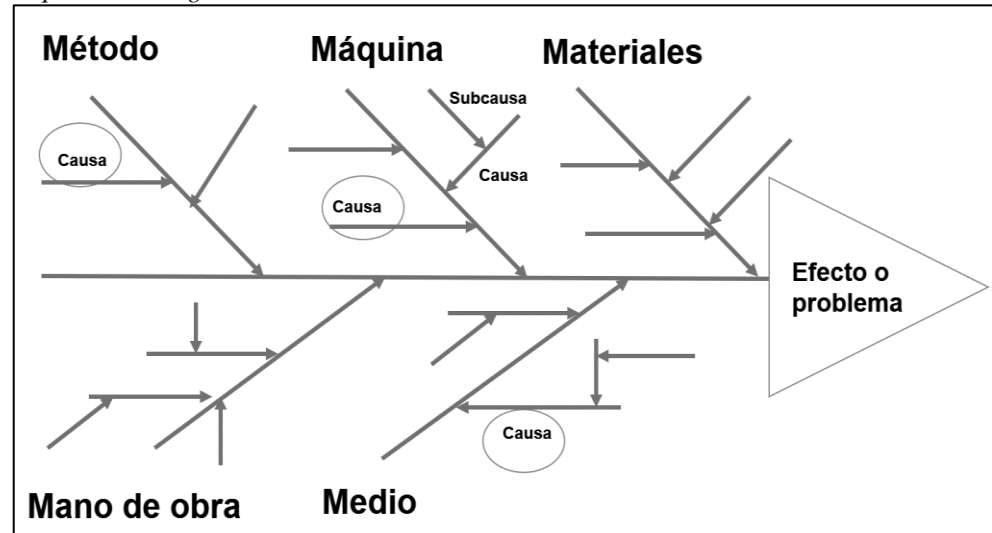 Método
Máquina
Materiales
Subcausa
Causa
Causa
Causa
Efecto o
problema
Causa
Mano de obra
Medio